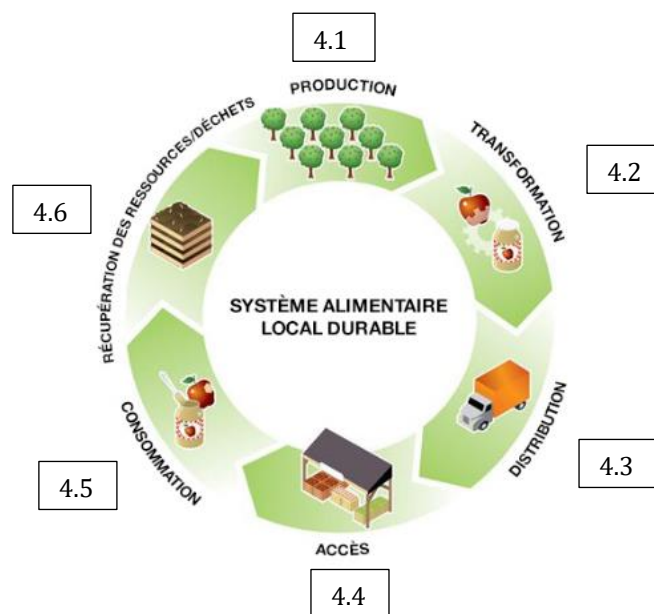 4.1
PRODUCTION
TRANSFORMATION
4.2
DISTRIBUTION
4.3
ACCÈS
4.4
CONSOMMATION
4.5
RÉCUPÉRATION DES RESSOURCES/DÉCHETS
4.6
SYSTÈME ALIMENTAIRE
LOCAL DURABLE